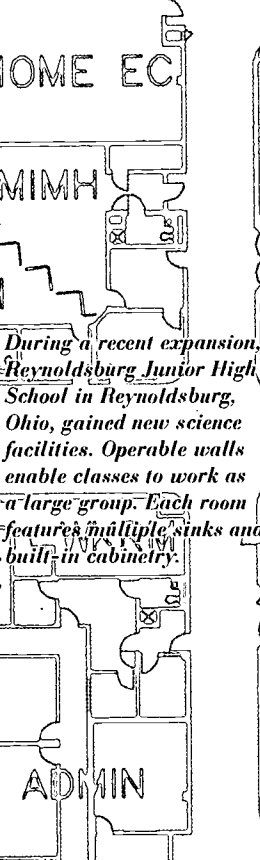 HOME EC
MIMH
During a recent expansion,
Reynoldsburg Junior High
School in Reynoldsburg,
Ohio, gained new science
facilities. Operable walls
enable classes to work as
a large group. Each room
features multiple sinks and
built-in cabinetry.
ADMIN